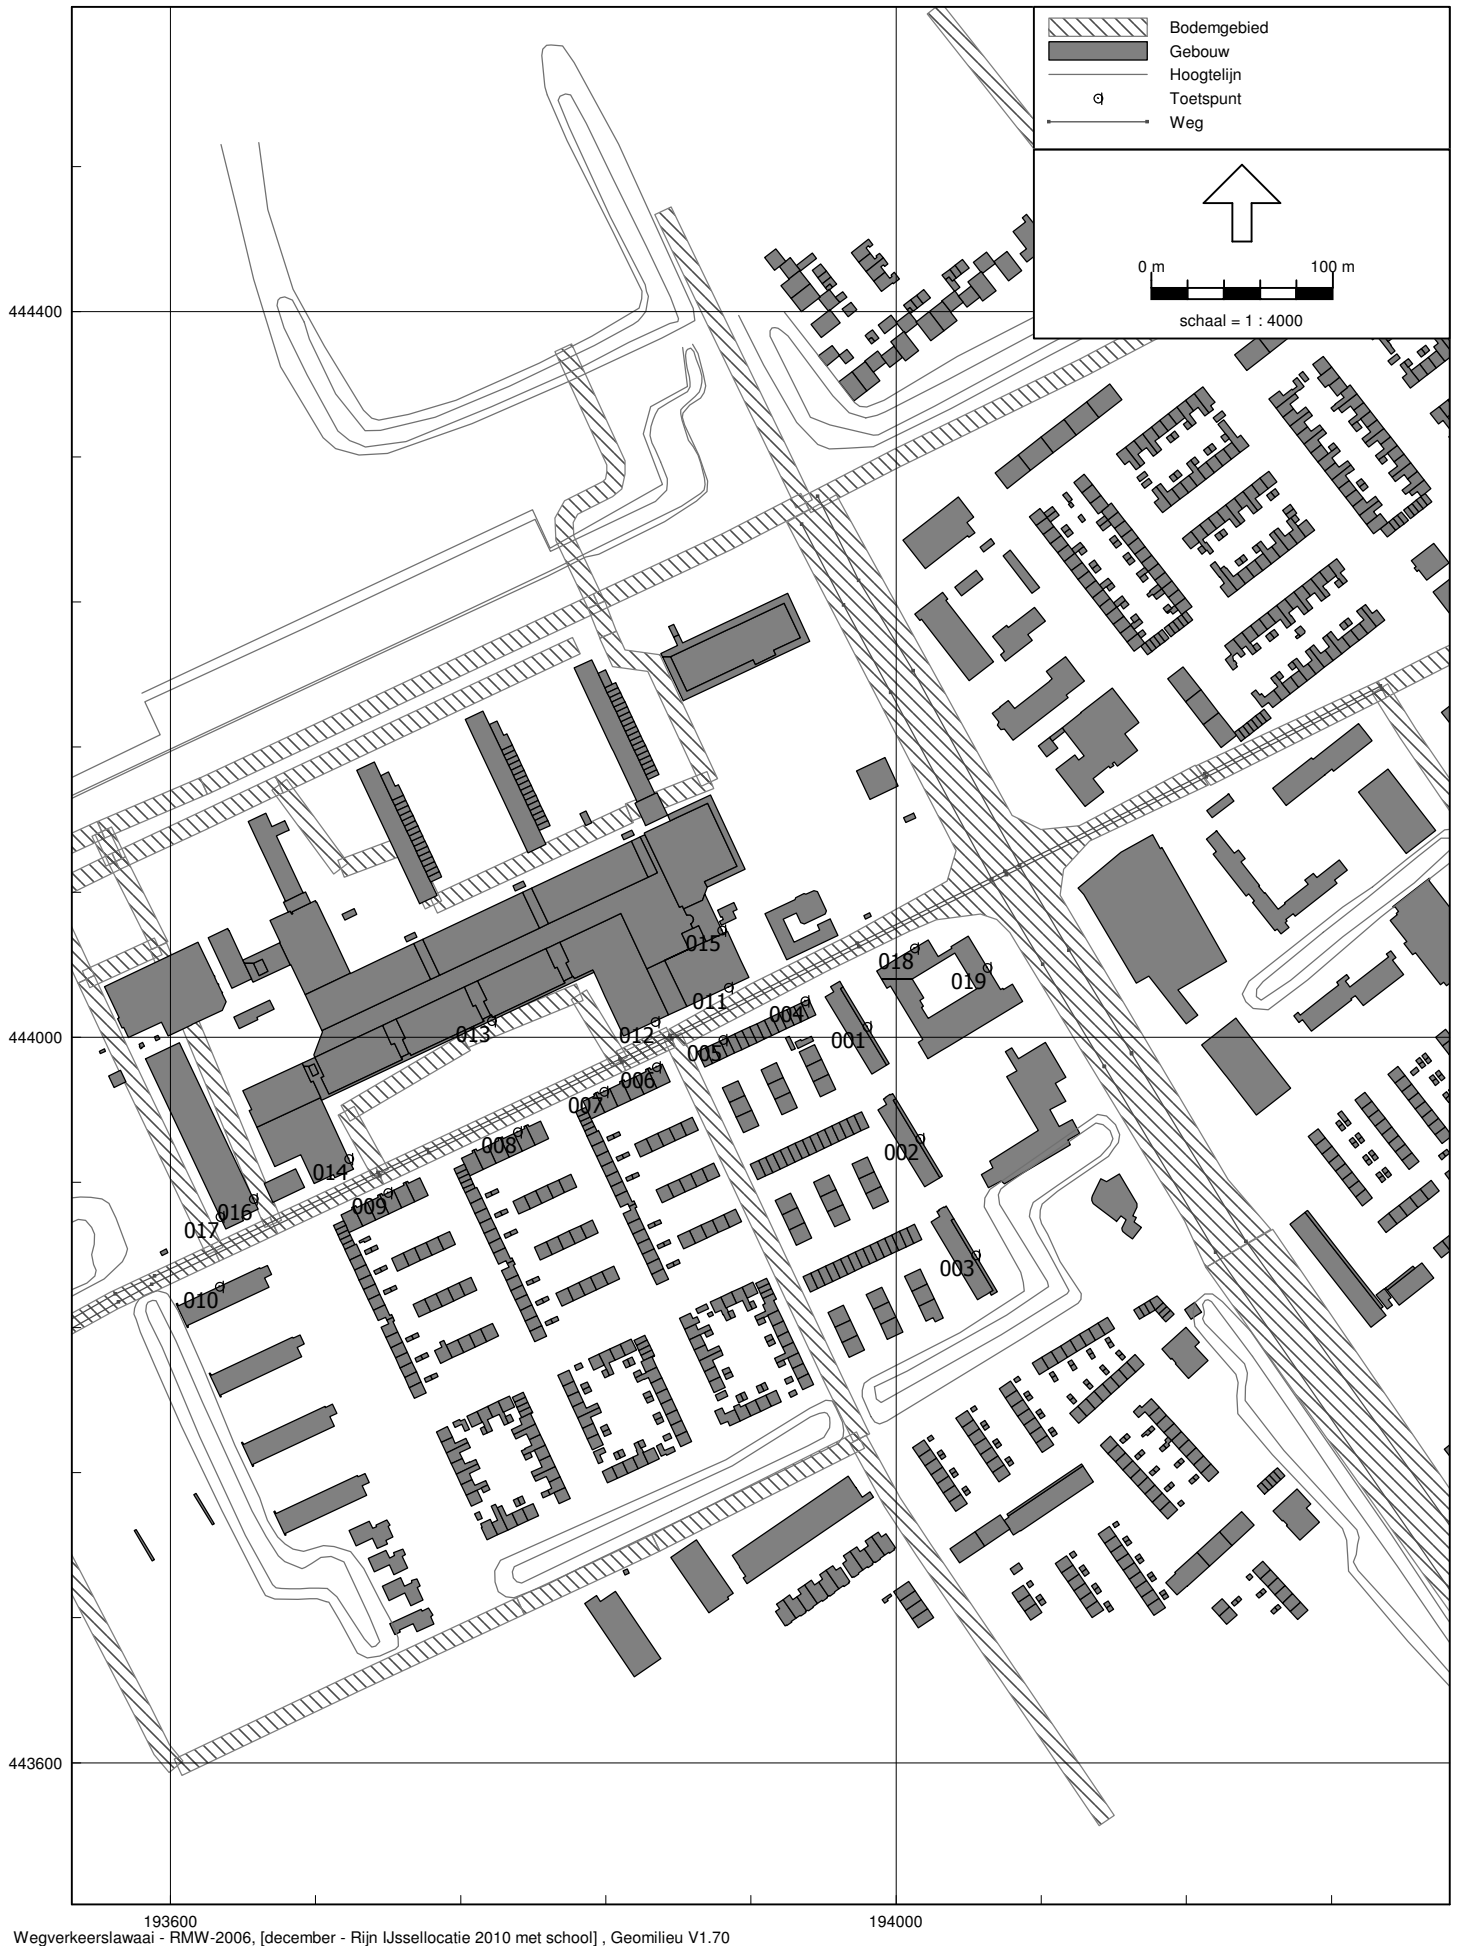 Bodemgebied
Gebouw
Hoogtelijn
Toetspunt
Weg
0 m 100 m
schaal = 1 : 4000
444400
015
018
019
011
004
444000
013
012
005
001
006
007
008
002
014
009
016
017
003
010
443600
193600 194000
Wegverkeerslawaai - RMW-2006, [december - Rijn IJssellocatie 2010 met school] , Geomilieu V1.70